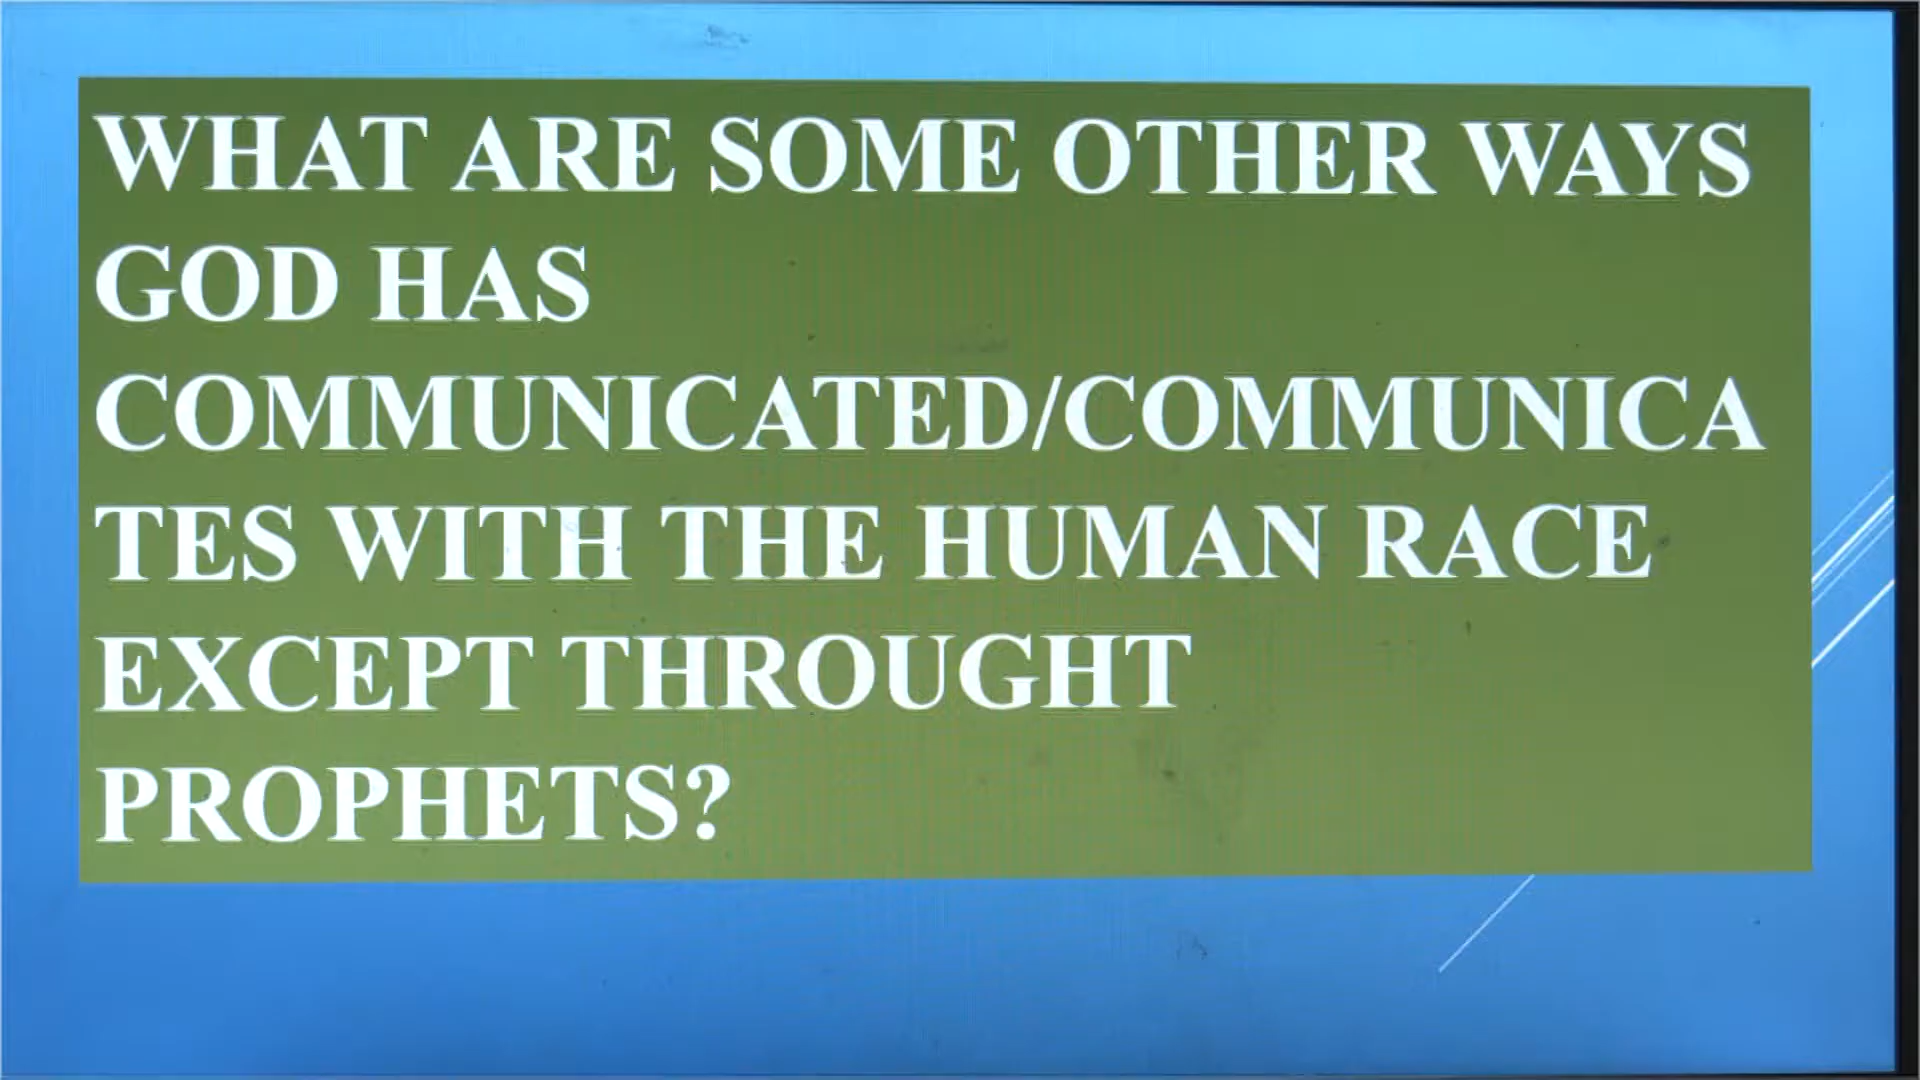 WHAT ARE SOME OTHER WAYS
GOD HAS
COMMUNICATED/COMMUNICA
TES WITH THE HUMAN RACE
EXCEPT THROUGHT
PROPHETS?